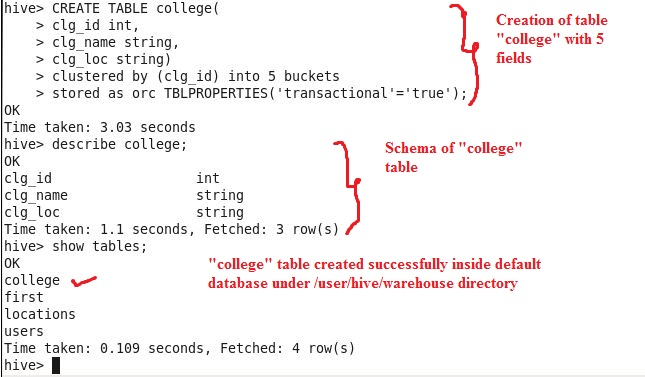 hive> CREATE TABLE college(
    > clg_id int,
    > clg_name string,
    > clg_loc string)
    > clustered by (clg_id) into 5 buckets
    > stored as orc TBLPROPERTIES('transactional'='true');
Creation of table
"college" with 5
fields
OK
Time taken: 3.03 seconds
hive> describe college;
OK
clg_id                  int
clg_name                string
clg_loc                 string
Time taken: 1.1 seconds, Fetched: 3 row(s)
Schema of "college"
table
hive> show tables;
OK
college
first
locations
users
Time taken: 0.109 seconds, Fetched: 4 row(s)
hive>
"college" table created successfully inside default
database under /user/hive/warehouse directory